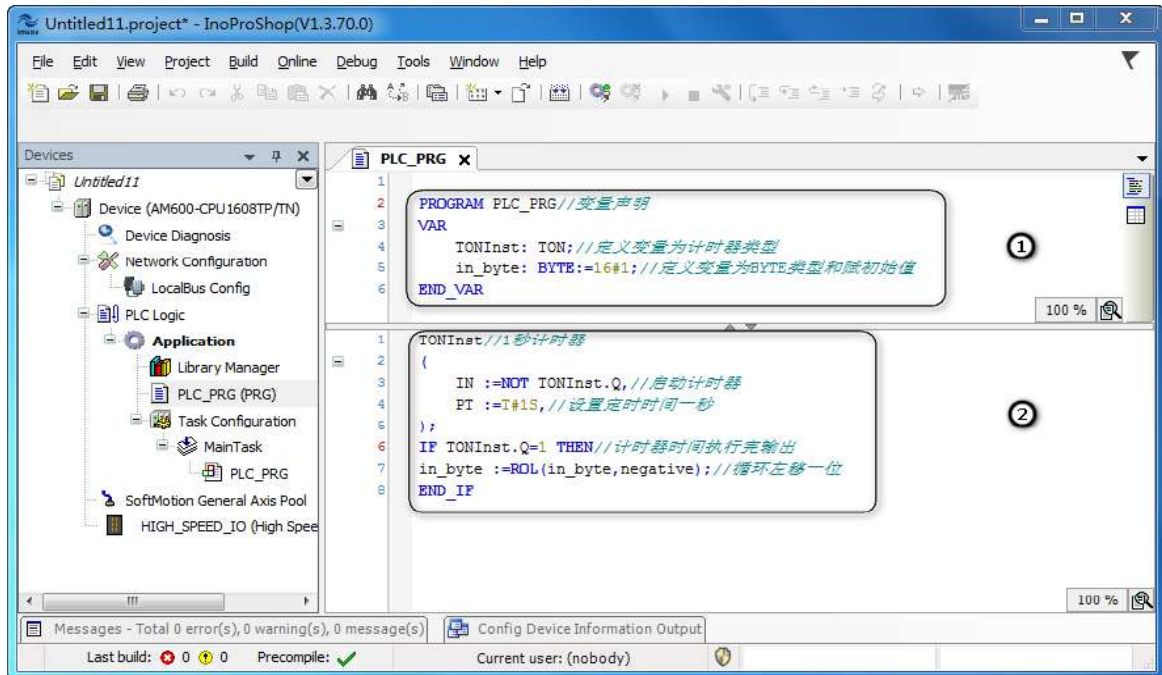 Untitled11.project* - InoProShop(V1.3.70.0)
File Edit View Project Build Online Debug Tools Window Help
Devices
PLC_PRG
Untitled11
Device (AM600-CPU1608TP/TN)
Device Diagnosis
Network Configuration
LocalBus Config
PLC Logic
Application
Library Manager
PLC_PRG (PRG)
Task Configuration
MainTask
PLC_PRG
SoftMotion General Axis Pool
HIGH_SPEED_IO (High Spee
1
2 PROGRAM PLC_PRG//变量声明
3 VAR
4 TONInst: TON;//定义变量为计时器类型
5 in_byte: BYTE:=16#1;//定义变量为BYTE类型和赋初始值
6 END_VAR
①
100 %
1 TONInst//1秒计时器
2 (
3 IN :=NOT TONInst.Q,//启动计时器
4 PT :=T#1S,//设置定时时间一秒
5 );
6 IF TONInst.Q=1 THEN//计时器时间执行完输出
7 in_byte :=ROL(in_byte,negative);//循环左移一位
8 END_IF
②
100 %
Messages - Total 0 error(s), 0 warning(s), 0 message(s) Config Device Information Output
Last build: 0 0 Precompile: Current user: (nobody)